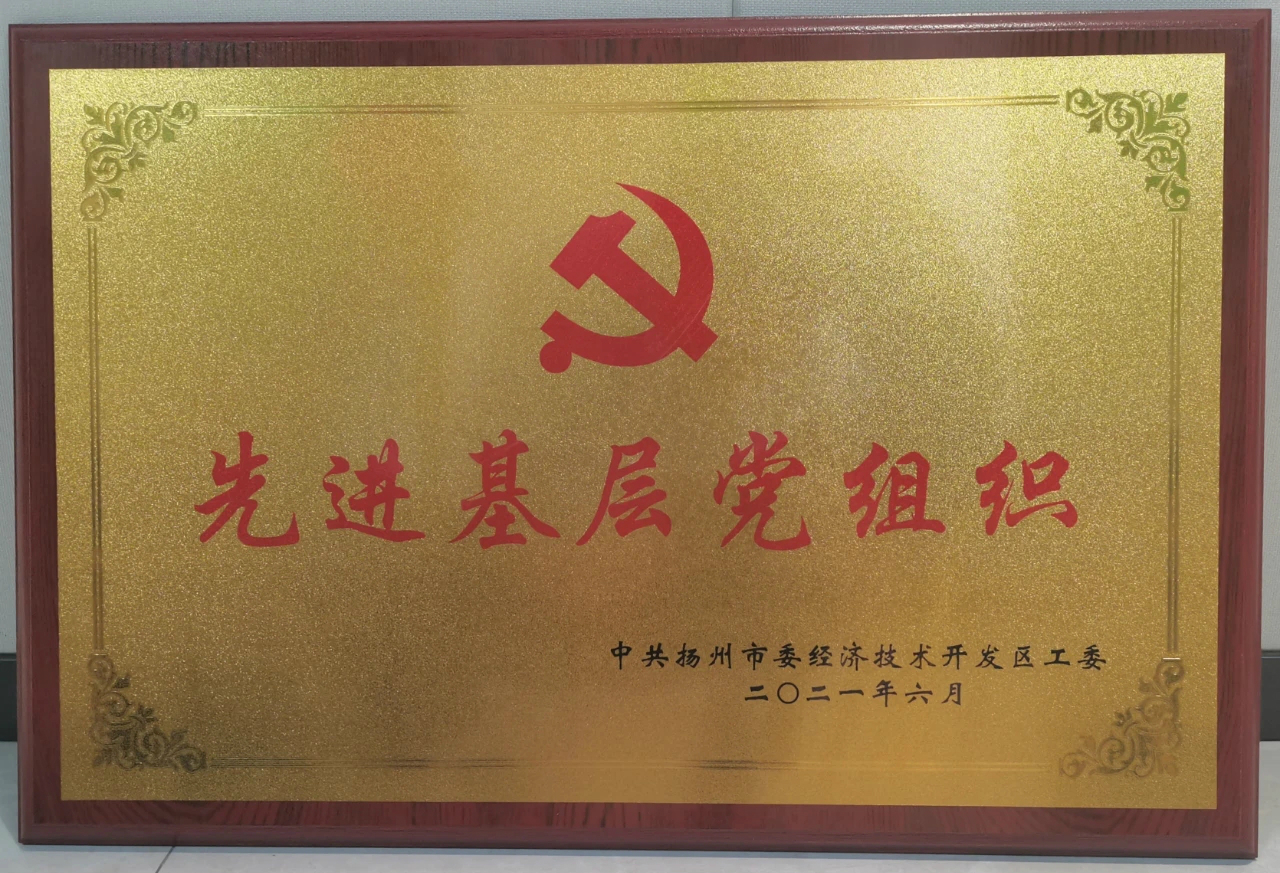 先进基层党组织
中共扬州市委经济技术开发区工委
二〇二一年六月